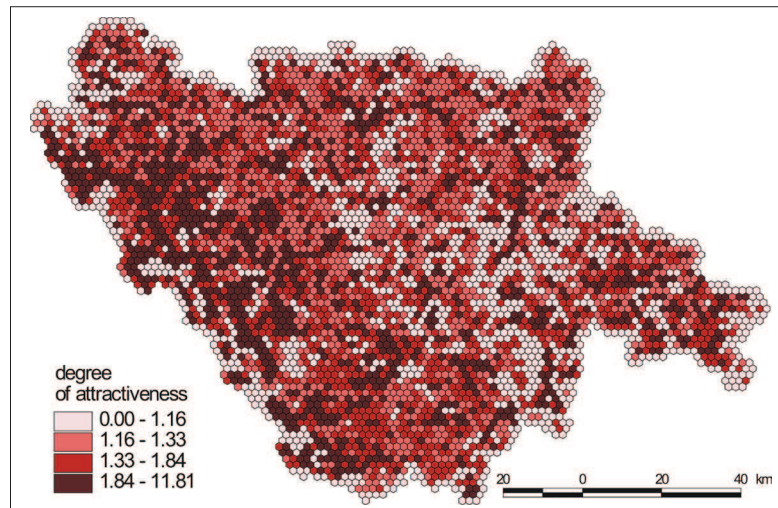 degree
of attractiveness
0.00 - 1.16
1.16 - 1.33
1.33 - 1.84
1.84 - 11.81
20 0 20 40 km